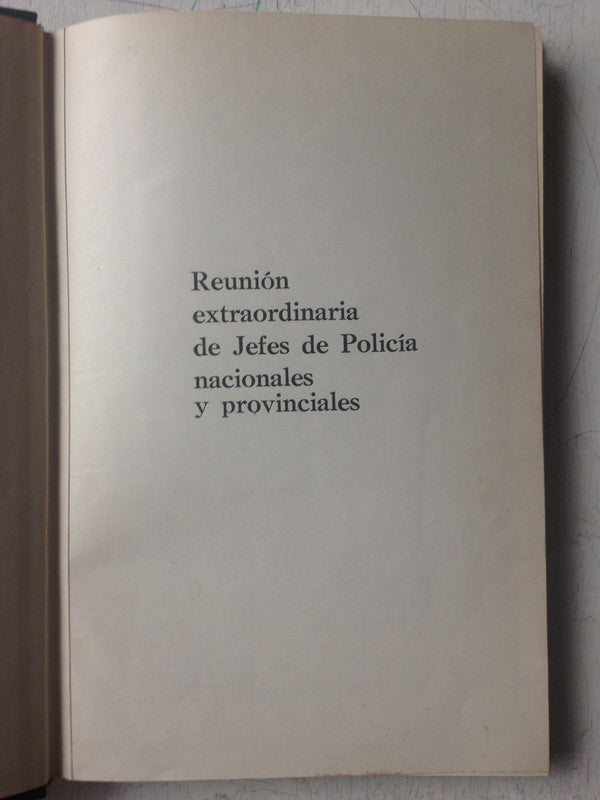 Reunión
extraordinaria
de Jefes de Policía
nacionales
y provinciales